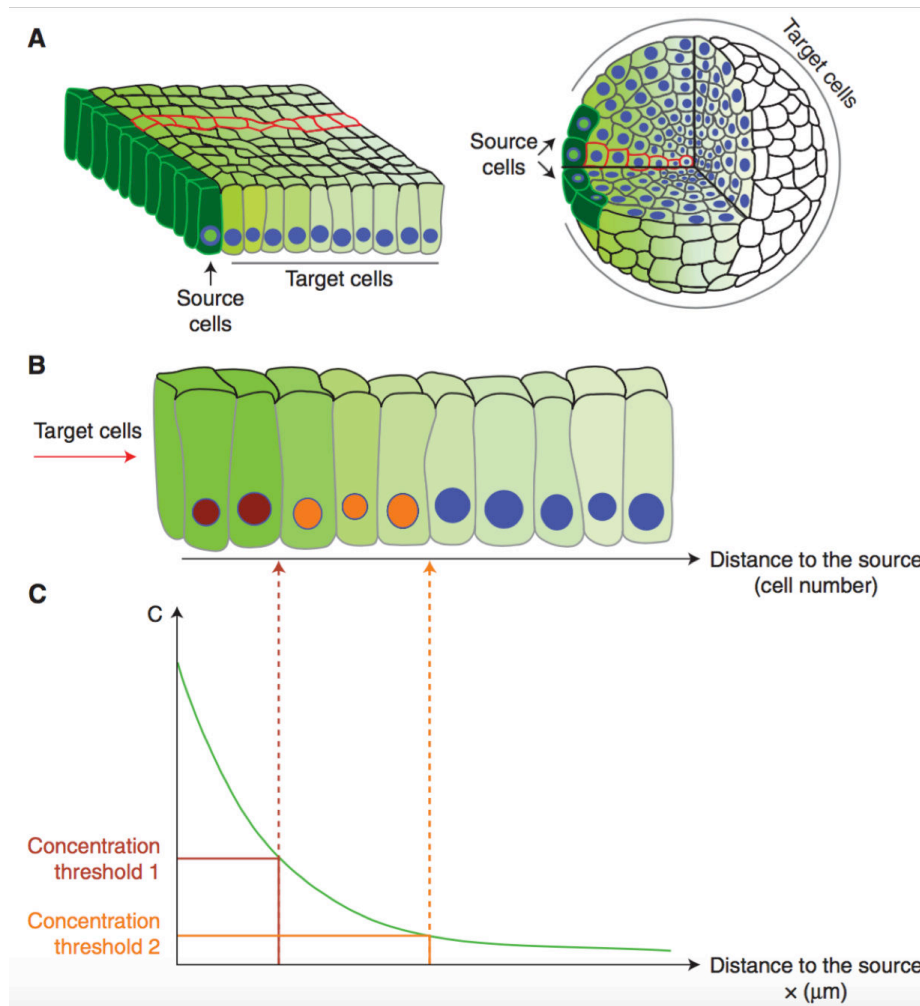 A
Target cells
Source
cells
Target cells
Source
cells
B
Target cells
Distance to the source
(cell number)
C
C
Concentration
threshold 1
Concentration
threshold 2
Distance to the source
× (μm)